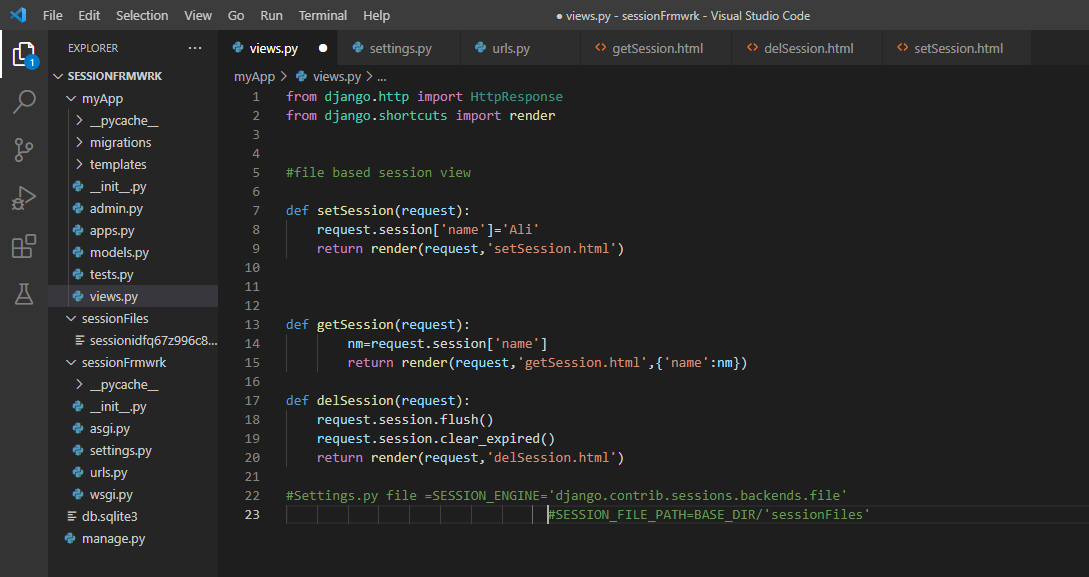 File Edit Selection View Go Run Terminal Help ● views.py - sessionFrmwrk - Visual Studio Code
EXPLORER ...
1
SESSIONFRMWRK
myApp
__pycache__
migrations
templates
__init__.py
admin.py
apps.py
models.py
tests.py
views.py
sessionFiles
sessionidfq67z996c8...
sessionFrmwrk
__pycache__
__init__.py
asgi.py
settings.py
urls.py
wsgi.py
db.sqlite3
manage.py
views.py ● settings.py urls.py <> getSession.html <> delSession.html <> setSession.html
myApp > views.py > ...
1 from django.http import HttpResponse
2 from django.shortcuts import render
3
4
5 #file based session view
6
7 def setSession(request):
8     request.session['name']='Ali'
9     return render(request,'setSession.html')
10
11
12
13 def getSession(request):
14         nm=request.session['name']
15         return render(request,'getSession.html',{'name':nm})
16
17 def delSession(request):
18     request.session.flush()
19     request.session.clear_expired()
20     return render(request,'delSession.html')
21
22 #Settings.py file =SESSION_ENGINE='django.contrib.sessions.backends.file'
23                                   #SESSION_FILE_PATH=BASE_DIR/'sessionFiles'